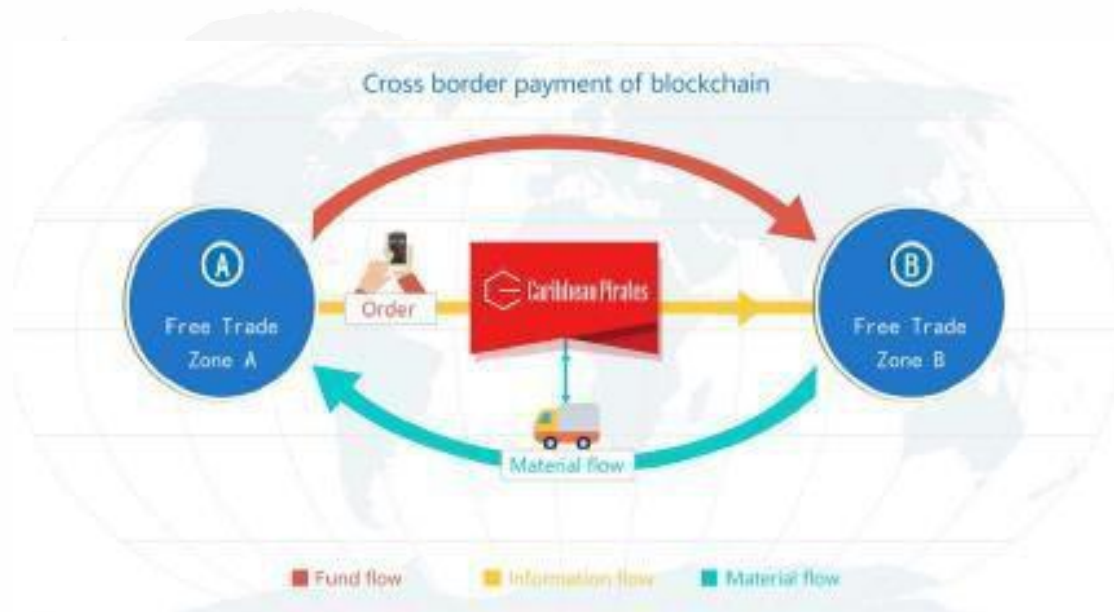 Cross border payment of blockchain
A
Free Trade
Zone A
Order
Caribbean Pirates
B
Free Trade
Zone B
Material flow
Fund flow
Information flow
Material flow